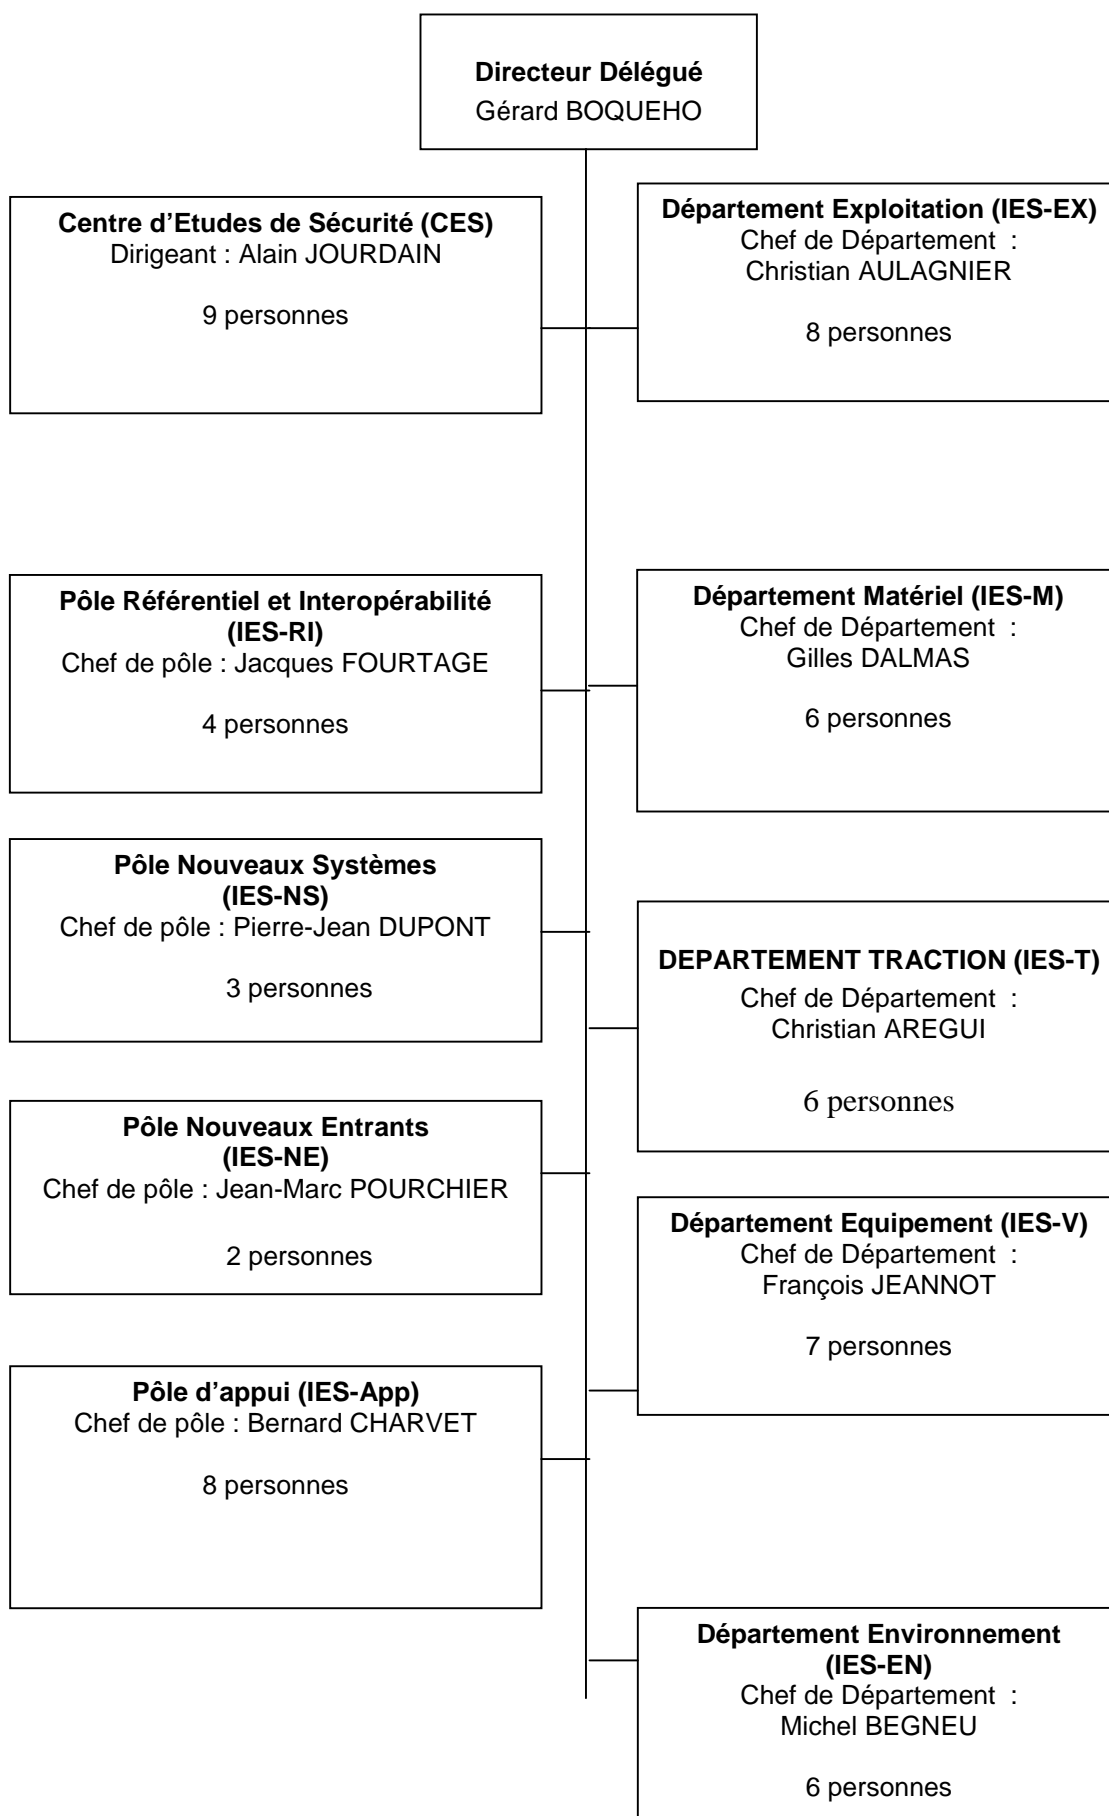 Directeur Délégué
Gérard BOQUEHO
Centre d'Etudes de Sécurité (CES)
Dirigeant : Alain JOURDAIN
9 personnes
Département Exploitation (IES-EX)
Chef de Département :
Christian AULAGNIER
8 personnes
Pôle Référentiel et Interopérabilité
(IES-RI)
Chef de pôle : Jacques FOURTAGE
4 personnes
Département Matériel (IES-M)
Chef de Département :
Gilles DALMAS
6 personnes
Pôle Nouveaux Systèmes
(IES-NS)
Chef de pôle : Pierre-Jean DUPONT
3 personnes
DEPARTEMENT TRACTION (IES-T)
Chef de Département :
Christian AREGUI
6 personnes
Pôle Nouveaux Entrants
(IES-NE)
Chef de pôle : Jean-Marc POURCHIER
2 personnes
Département Equipement (IES-V)
Chef de Département :
François JEANNOT
7 personnes
Pôle d'appui (IES-App)
Chef de pôle : Bernard CHARVET
8 personnes
Département Environnement
(IES-EN)
Chef de Département :
Michel BEGNEU
6 personnes